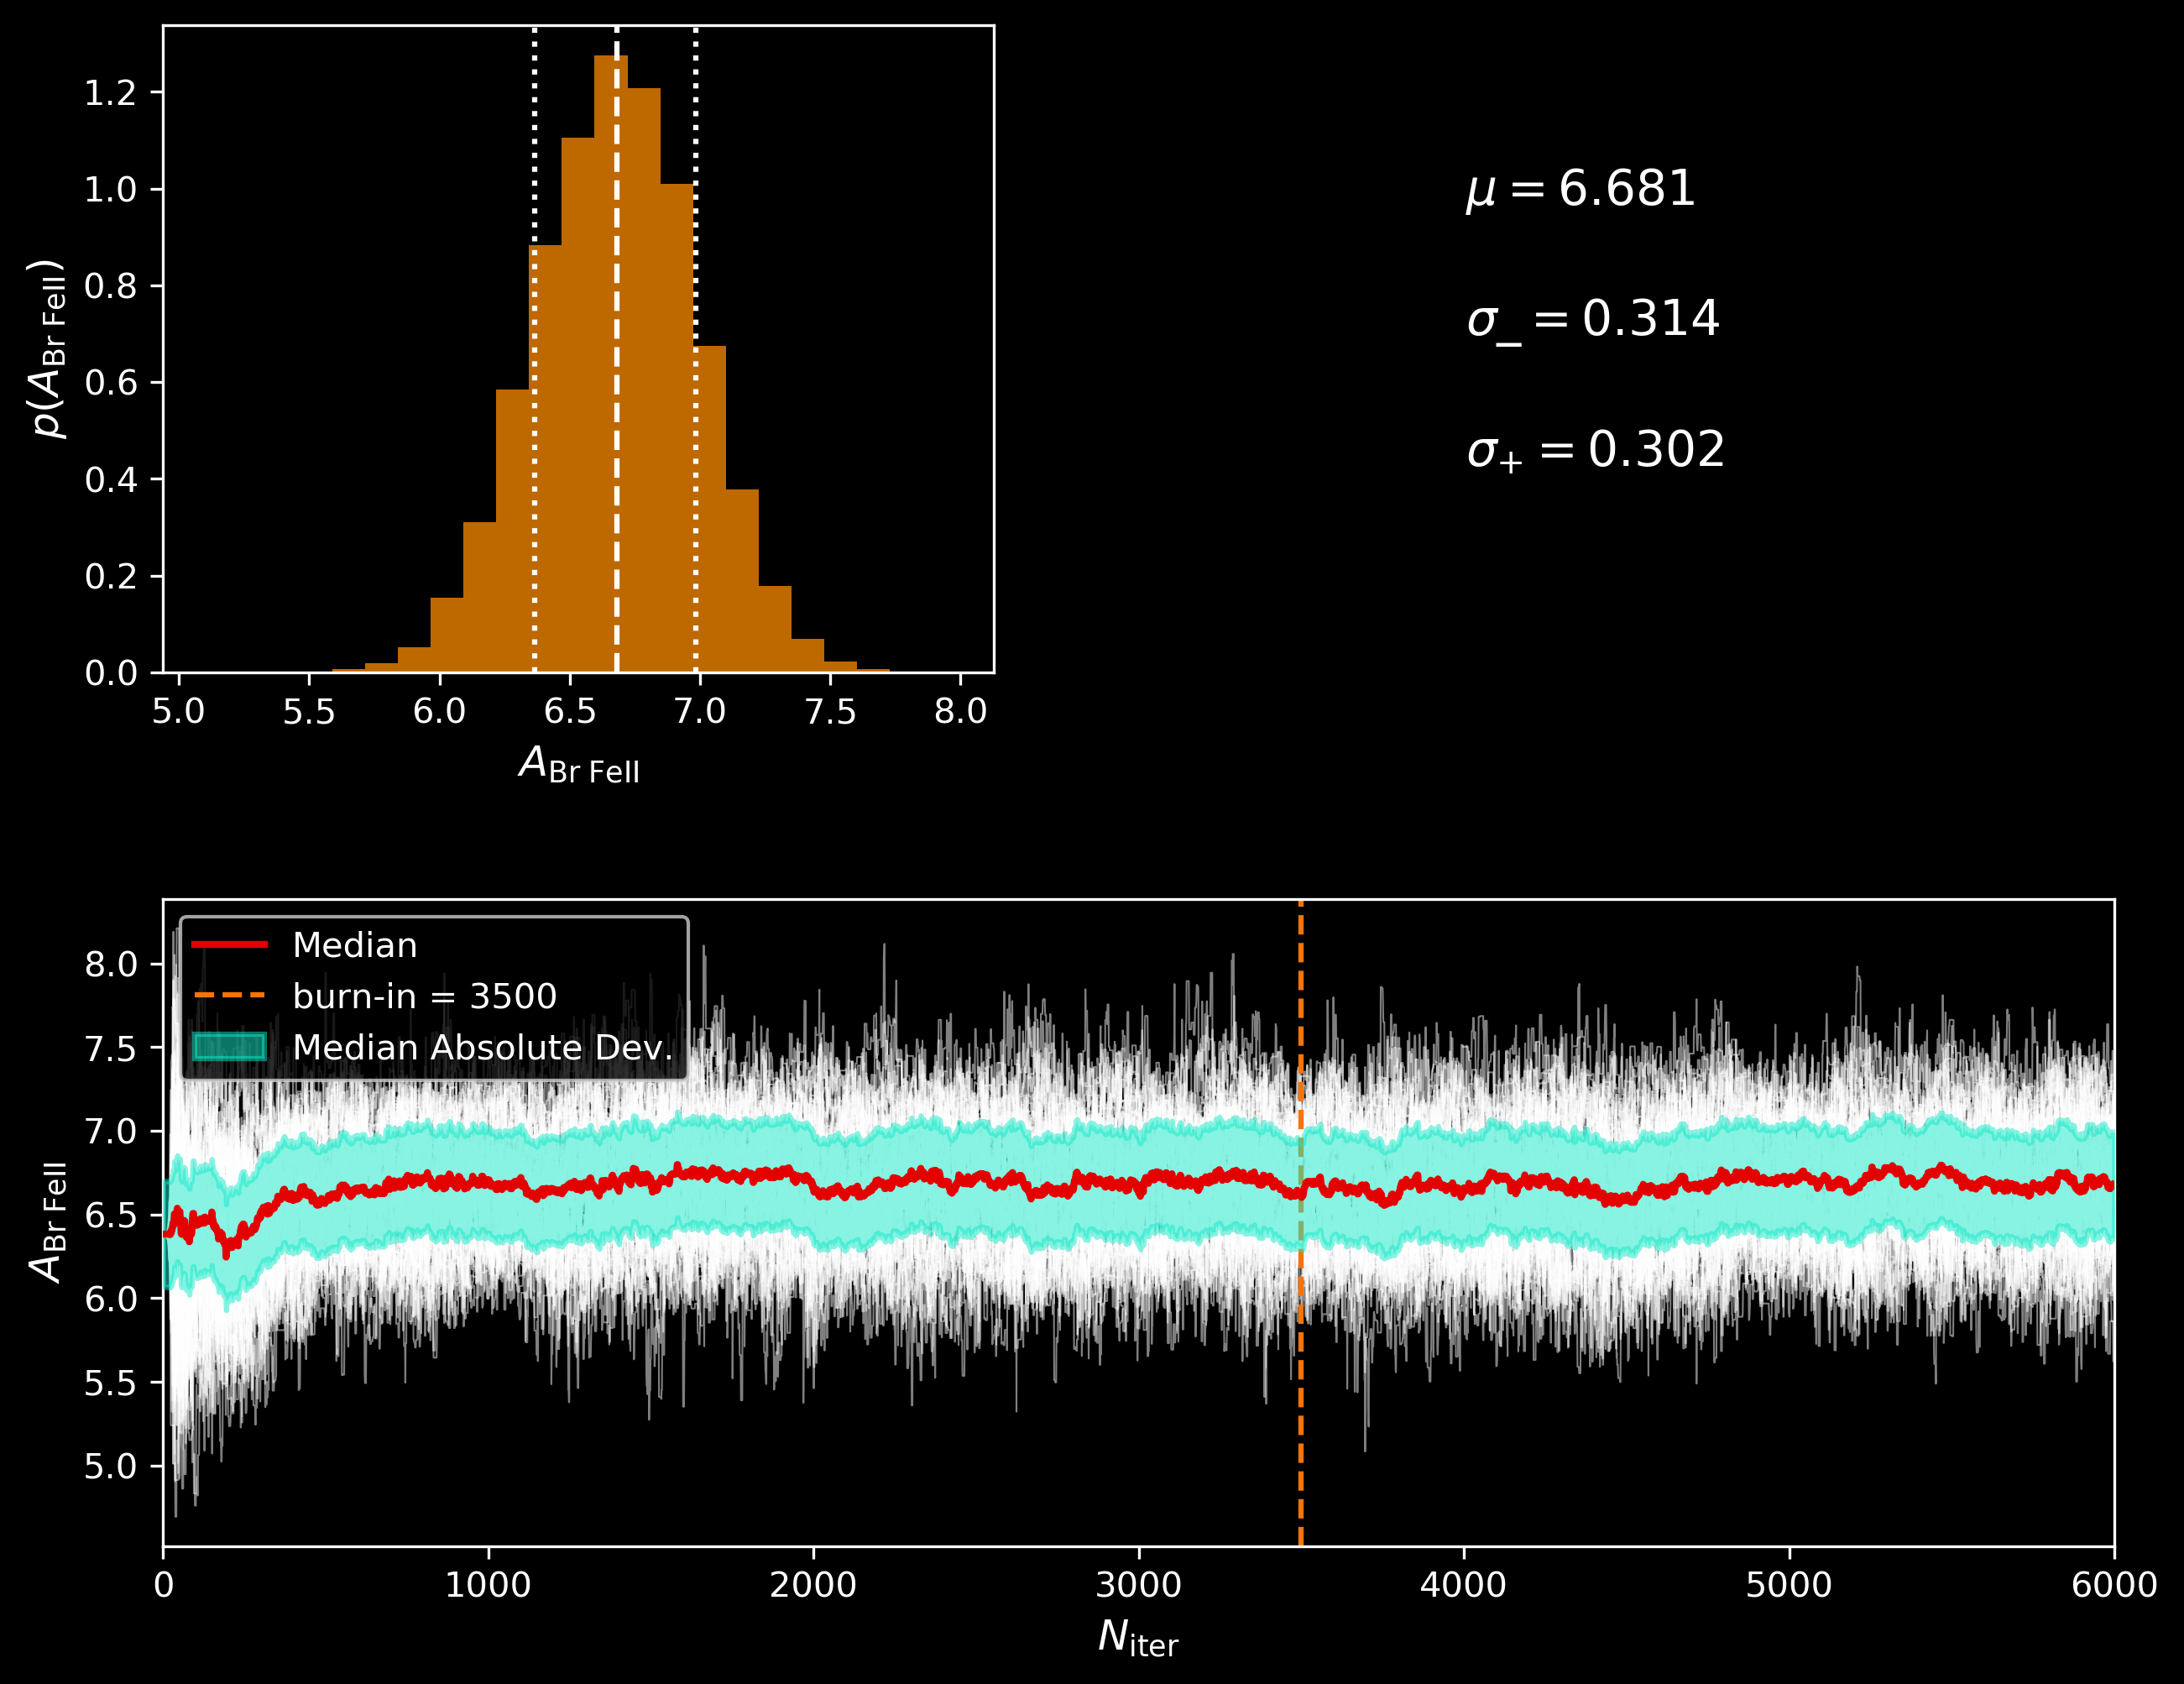 1.2
1.0
0.8
0.6
0.4
0.2
0.0
p(A_Br FeII)
5.0 5.5 6.0 6.5 7.0 7.5 8.0
A_Br FeII
μ = 6.681
σ_− = 0.314
σ_+ = 0.302
Median
burn-in = 3500
Median Absolute Dev.
8.0
7.5
7.0
6.5
6.0
5.5
5.0
A_Br FeII
0 1000 2000 3000 4000 5000 6000
N_iter